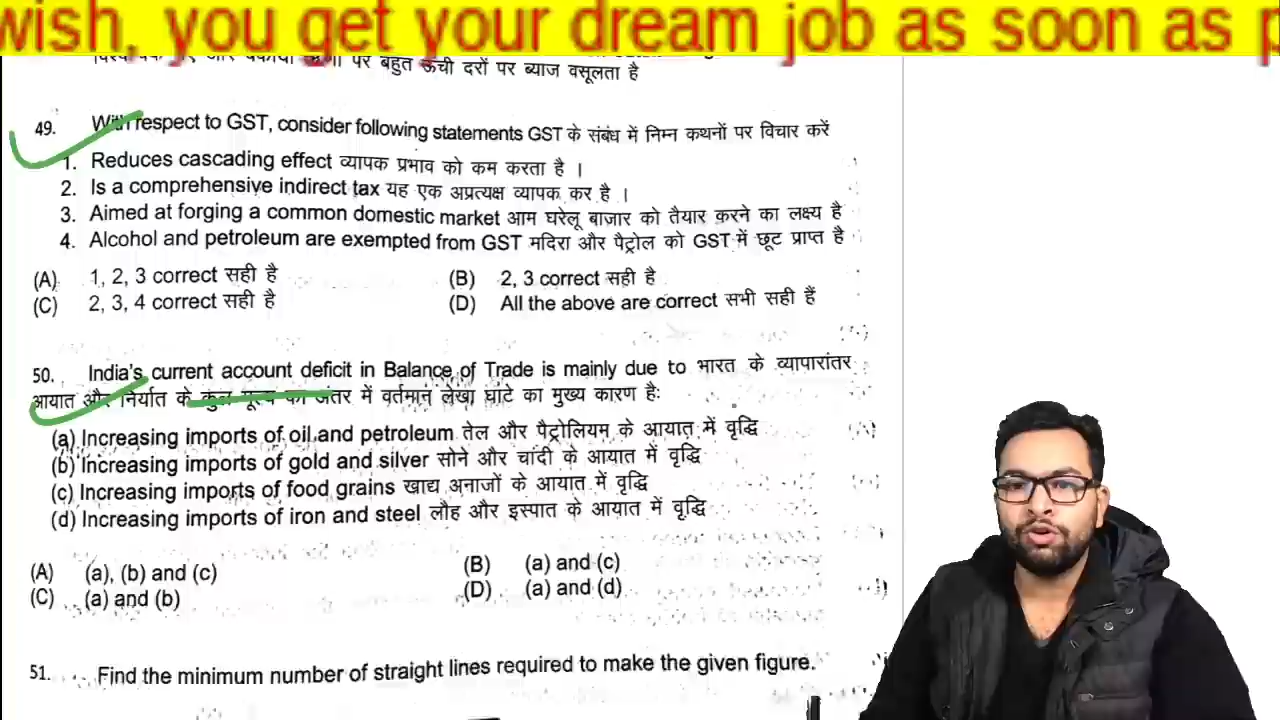 wish, you get your dream job as soon as p
पर बहुत ऊंची दरों पर ब्याज वसूलता है
49. With respect to GST, consider following statements GST के संबंध में निम्न कथनों पर विचार करें
1. Reduces cascading effect व्यापक प्रभाव को कम करता है ।
2. Is a comprehensive indirect tax यह एक अप्रत्यक्ष व्यापक कर है ।
3. Aimed at forging a common domestic market आम घरेलू बाजार को तैयार करने का लक्ष्य है
4. Alcohol and petroleum are exempted from GST मदिरा और पैट्रोल को GST में छूट प्राप्त है
(A) 1, 2, 3 correct सही है (B) 2, 3 correct सही है
(C) 2, 3, 4 correct सही है (D) All the above are correct सभी सही हैं
50. India's current account deficit in Balance of Trade is mainly due to भारत के व्यापारांतर
आयात और निर्यात के कुल मूल्य का अंतर में वर्तमान लेखा घाटे का मुख्य कारण हैः
(a) Increasing imports of oil and petroleum तेल और पैट्रोलियम के आयात में वृद्धि
(b) Increasing imports of gold and silver सोने और चांदी के आयात में वृद्धि
(c) Increasing imports of food grains खाद्य अनाजों के आयात में वृद्धि
(d) Increasing imports of iron and steel लौह और इस्पात के आयात में वृद्धि
(A) (a), (b) and (c) (B) (a) and (c)
(C) (a) and (b) (D) (a) and (d)
51. Find the minimum number of straight lines required to make the given figure.